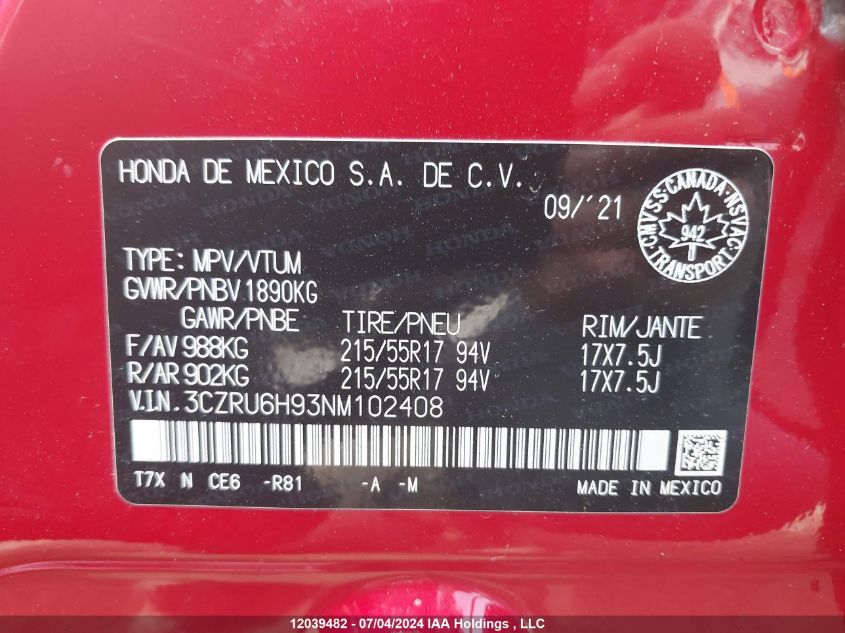 HONDA DE MEXICO S.A. DE C.V.
09/'21
CMVSS·CANADA·NSVAC
942
TRANSPORT
TYPE: MPV/VTUM
GVWR/PNBV 1890KG
GAWR/PNBE TIRE/PNEU RIM/JANTE
F/AV 988KG 215/55R17 94V 17X7.5J
R/AR 902KG 215/55R17 94V 17X7.5J
V.I.N. 3CZRU6H93NM102408
T7X N CE6 -R81 -A -M MADE IN MEXICO
12039482 - 07/04/2024 IAA Holdings , LLC